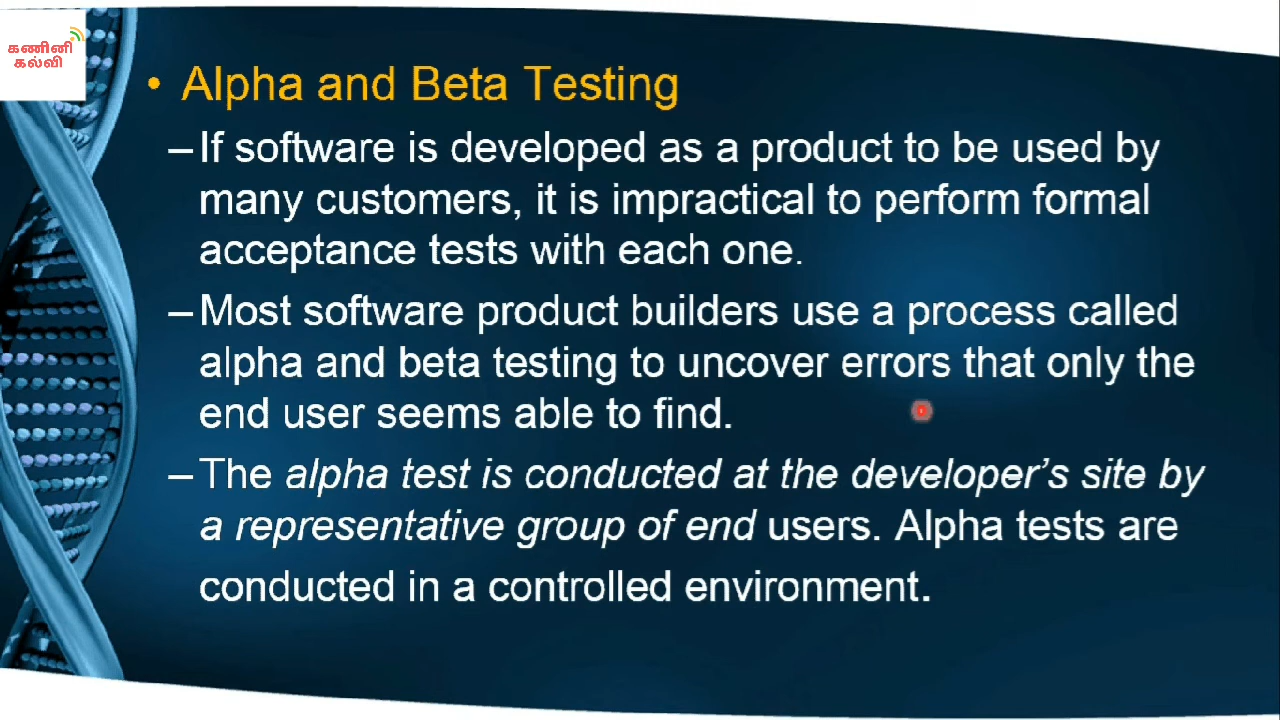 கணினி
கல்வி
• Alpha and Beta Testing
– If software is developed as a product to be used by
many customers, it is impractical to perform formal
acceptance tests with each one.
– Most software product builders use a process called
alpha and beta testing to uncover errors that only the
end user seems able to find.
– The alpha test is conducted at the developer’s site by
a representative group of end users. Alpha tests are
conducted in a controlled environment.